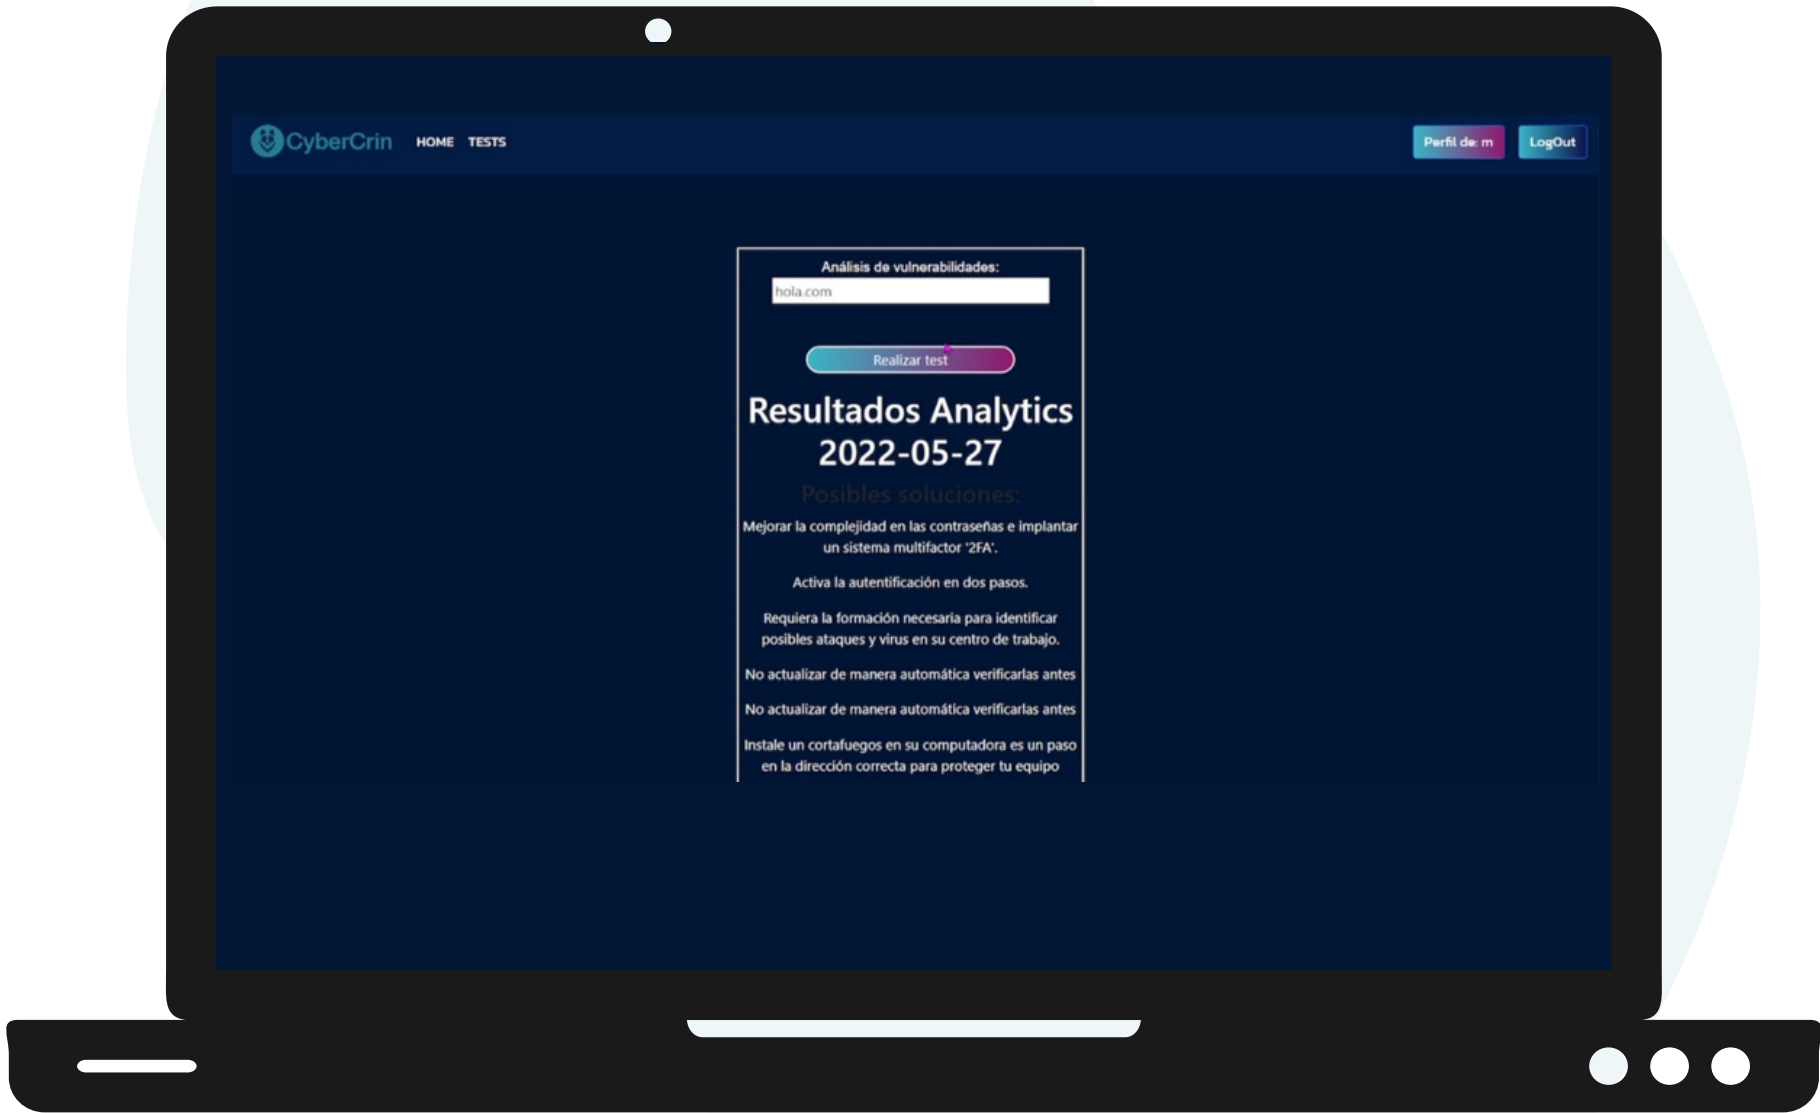 CyberCrin HOME TESTS Perfil de: m LogOut
Análisis de vulnerabilidades:
hola.com
Realizar test
Resultados Analytics
2022-05-27
Posibles soluciones:
Mejorar la complejidad en las contraseñas e implantar
un sistema multifactor '2FA'.
Activa la autentificación en dos pasos.
Requiera la formación necesaria para identificar
posibles ataques y virus en su centro de trabajo.
No actualizar de manera automática verificarlas antes
No actualizar de manera automática verificarlas antes
Instale un cortafuegos en su computadora es un paso
en la dirección correcta para proteger tu equipo